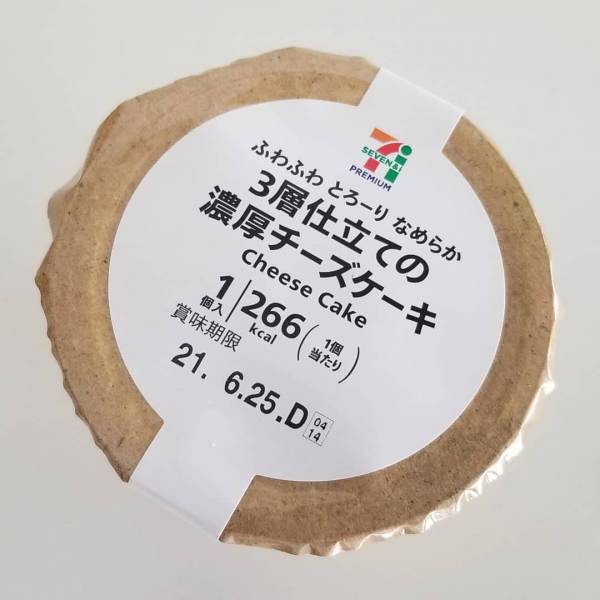 7
SEVEN&i
PREMIUM
ふわふわ とろーり なめらか
3層仕立ての
濃厚チーズケーキ
Cheese Cake
1個入 / 266kcal (1個当たり)
賞味期限
21. 6.25.D 04 14